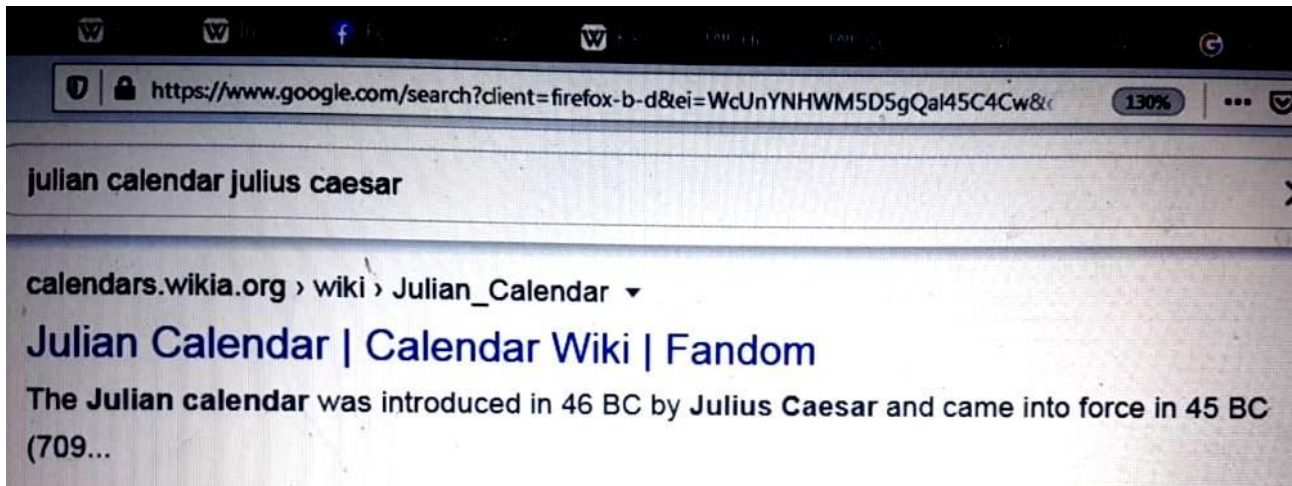 https://www.google.com/search?client=firefox-b-d&ei=WcUnYNHWM5D5gQal45C4Cw&
130%
julian calendar julius caesar
calendars.wikia.org › wiki › Julian_Calendar
Julian Calendar | Calendar Wiki | Fandom
The Julian calendar was introduced in 46 BC by Julius Caesar and came into force in 45 BC
(709...